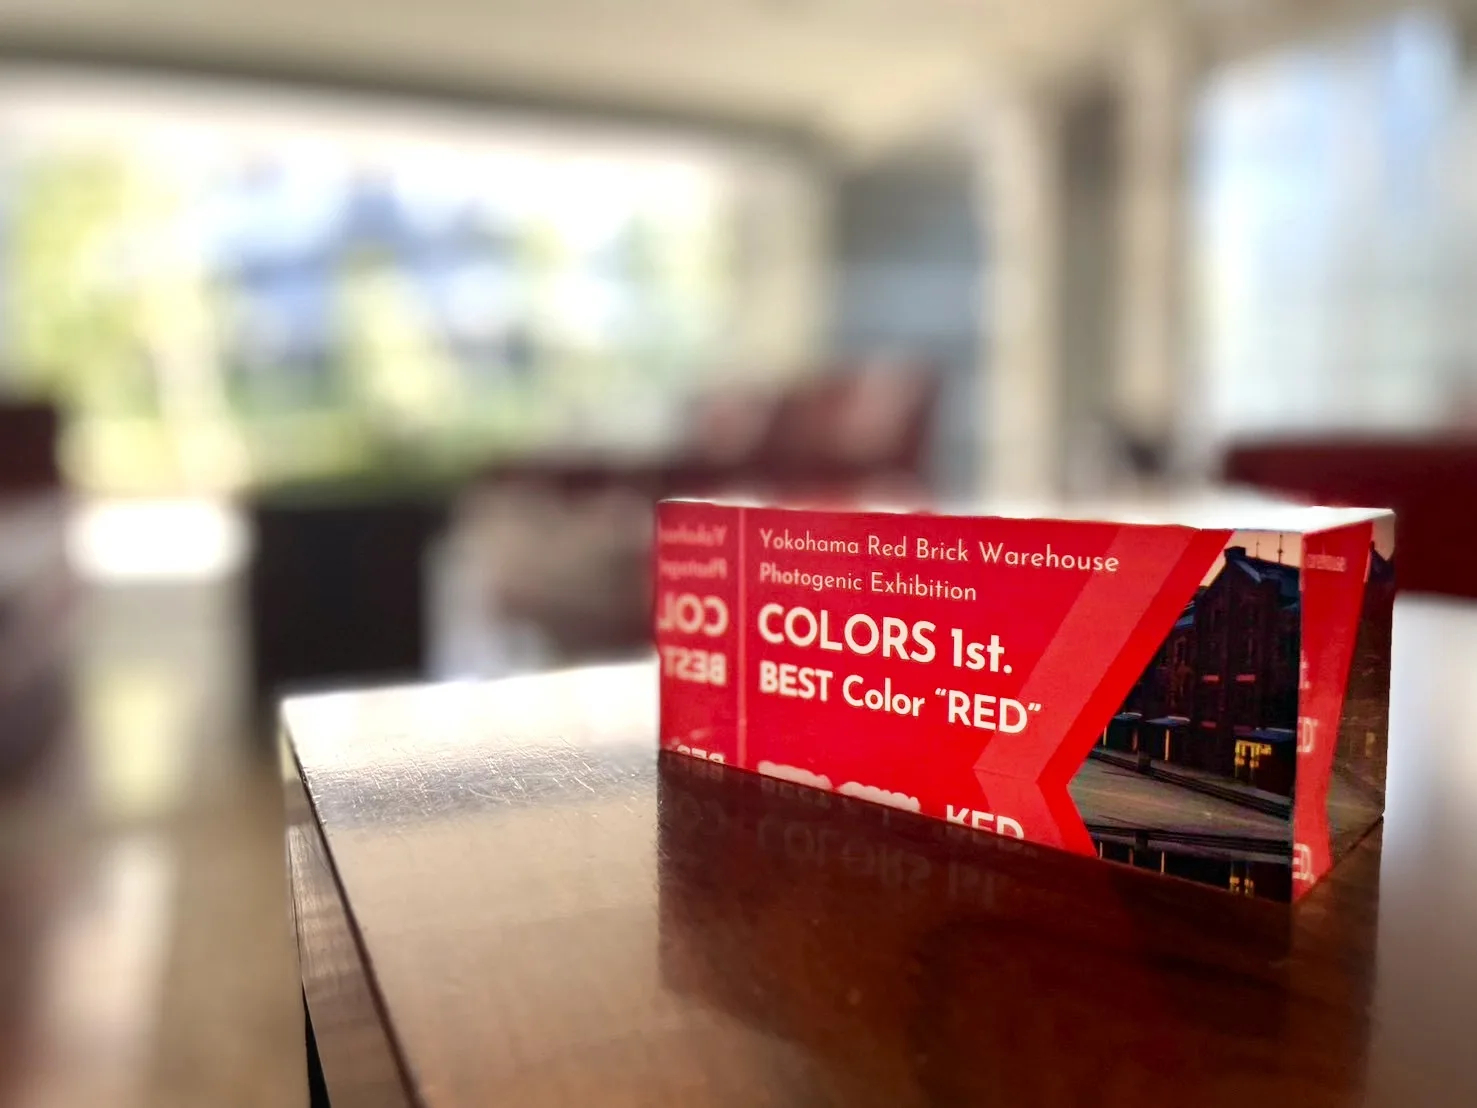 Yokohama Red Brick Warehouse
Photogenic Exhibition
COLORS 1st.
BEST Color “RED”